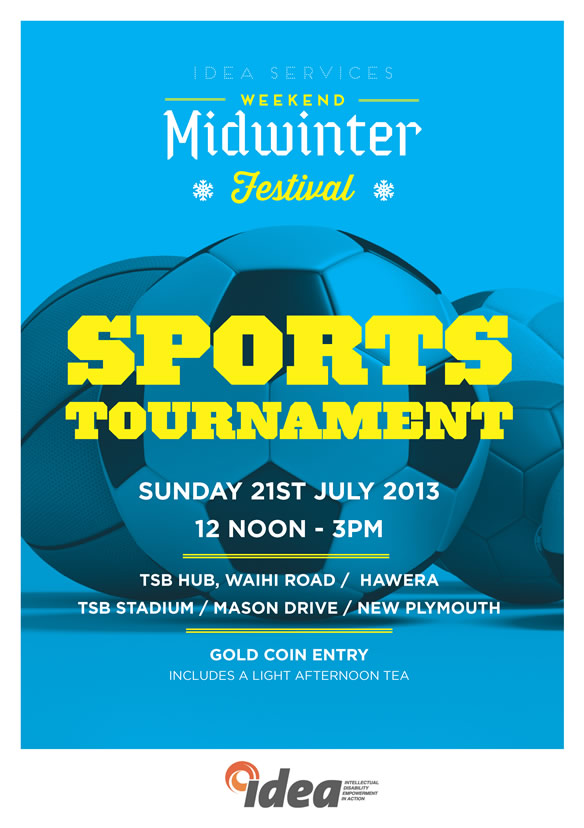 IDEA SERVICES
WEEKEND
Midwinter
Festival
SPORTS
TOURNAMENT
SUNDAY 21ST JULY 2013
12 NOON - 3PM
TSB HUB, WAIHI ROAD / HAWERA
TSB STADIUM / MASON DRIVE / NEW PLYMOUTH
GOLD COIN ENTRY
INCLUDES A LIGHT AFTERNOON TEA
idea
INTELLECTUAL
DISABILITY
EMPOWERMENT
IN ACTION